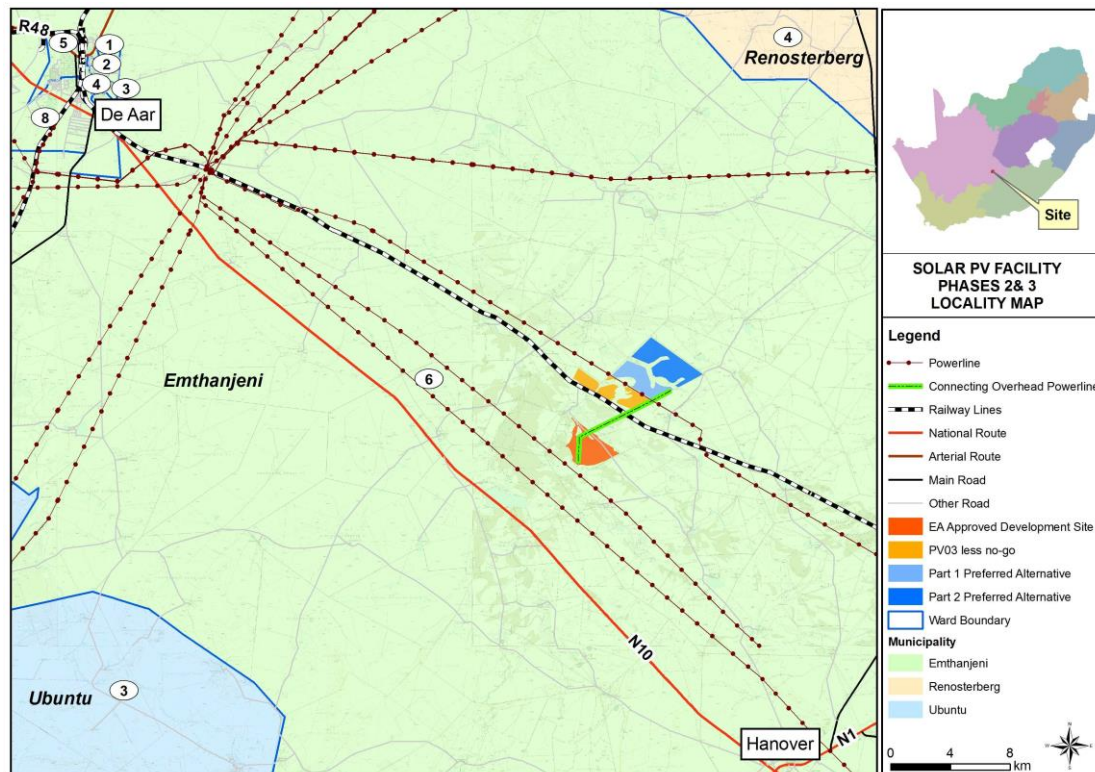 R48
5
1
2
4
3
8
De Aar
4
Renosterberg
Emthanjeni
6
N10
Ubuntu
3
Hanover
N1
Site
SOLAR PV FACILITY
PHASES 2& 3
LOCALITY MAP
Legend
Powerline
Connecting Overhead Powerline
Railway Lines
National Route
Arterial Route
Main Road
Other Road
EA Approved Development Site
PV03 less no-go
Part 1 Preferred Alternative
Part 2 Preferred Alternative
Ward Boundary
Municipality
Emthanjeni
Renosterberg
Ubuntu
0 4 8
km